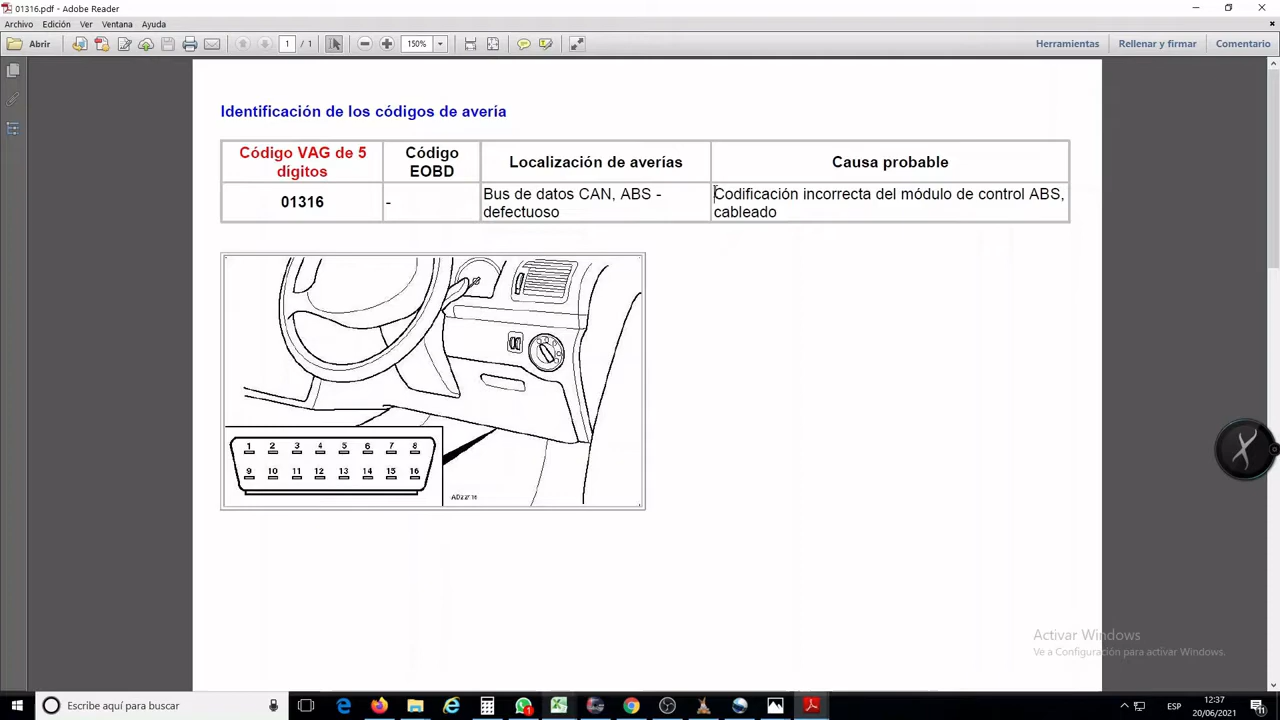 01316.pdf - Adobe Reader
Archivo Edición Ver Ventana Ayuda
Abrir
1 / 1
150%
Herramientas Rellenar y firmar Comentario
Identificación de los códigos de avería
Código VAG de 5 dígitos
Código EOBD
Localización de averías
Causa probable
01316
-
Bus de datos CAN, ABS -
defectuoso
Codificación incorrecta del módulo de control ABS,
cableado
1 2 3 4 5 6 7 8
9 10 11 12 13 14 15 16
Activar Windows
Ve a Configuración para activar Windows.
Escribe aquí para buscar
1
ESP
12:37
20/06/2021